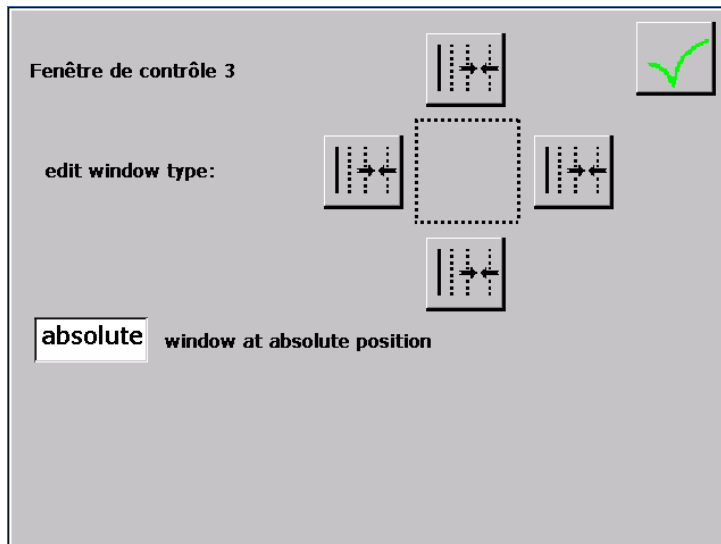 Fenêtre de contrôle 3
edit window type:
absolute window at absolute position